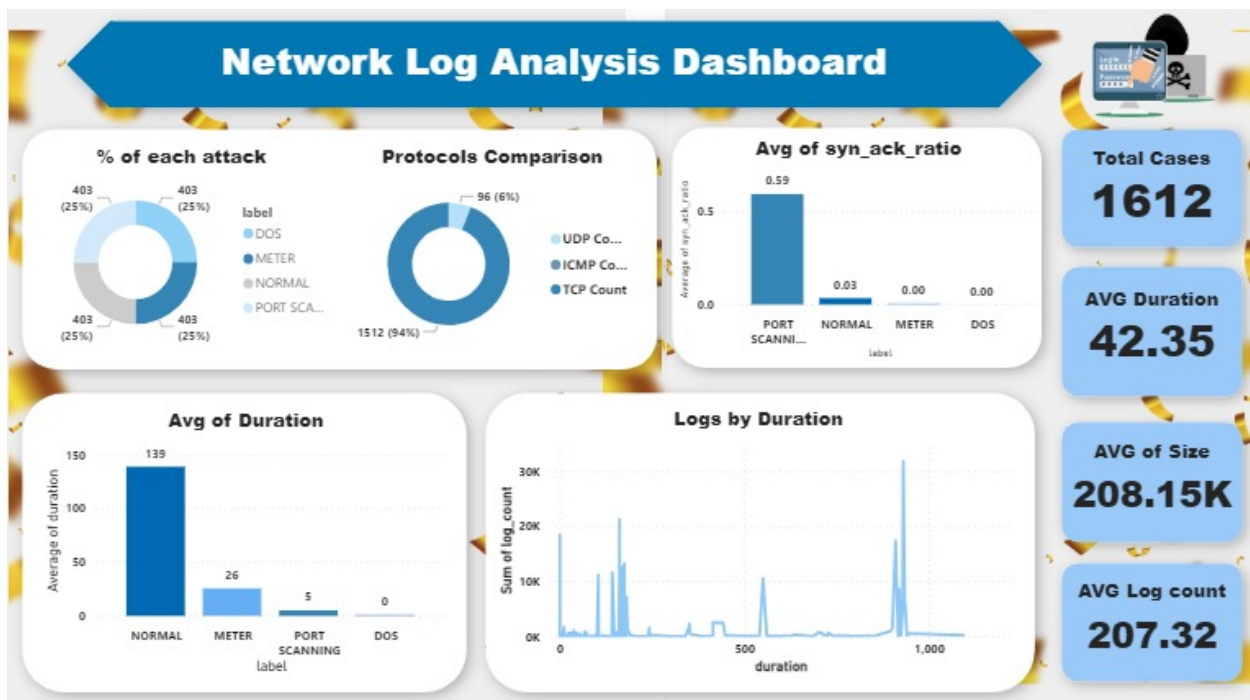 Network Log Analysis Dashboard
Login
Password
% of each attack
403
(25%)
403
(25%)
403
(25%)
403
(25%)
label
DOS
METER
NORMAL
PORT SCA...
Protocols Comparison
96 (6%)
1512 (94%)
UDP Co...
ICMP Co...
TCP Count
Avg of syn_ack_ratio
Average of syn_ack_ratio
0.5
0.0
0.59
0.03
0.00
0.00
PORT
SCANNI...
NORMAL
METER
DOS
label
Total Cases
1612
AVG Duration
42.35
AVG of Size
208.15K
AVG Log count
207.32
Avg of Duration
Average of duration
150
100
50
0
139
26
5
0
NORMAL
METER
PORT
SCANNING
DOS
label
Logs by Duration
Sum of log_count
30K
20K
10K
0K
0
500
1,000
duration